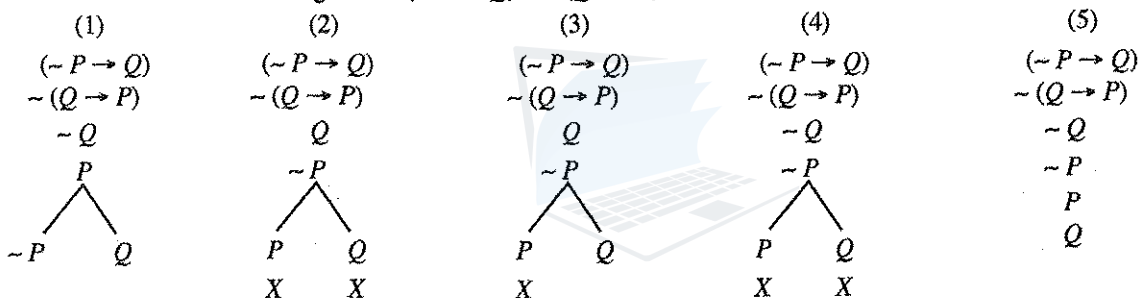 (1) (2) (3) (4) (5)
(~ P → Q) (~ P → Q) (~ P → Q) (~ P → Q) (~ P → Q)
~ (Q → P) ~ (Q → P) ~ (Q → P) ~ (Q → P) ~ (Q → P)
~ Q Q Q ~ Q ~ Q
P ~ P ~ P ~ P ~ P
P
~ P Q P Q P Q P Q Q
X X X X X